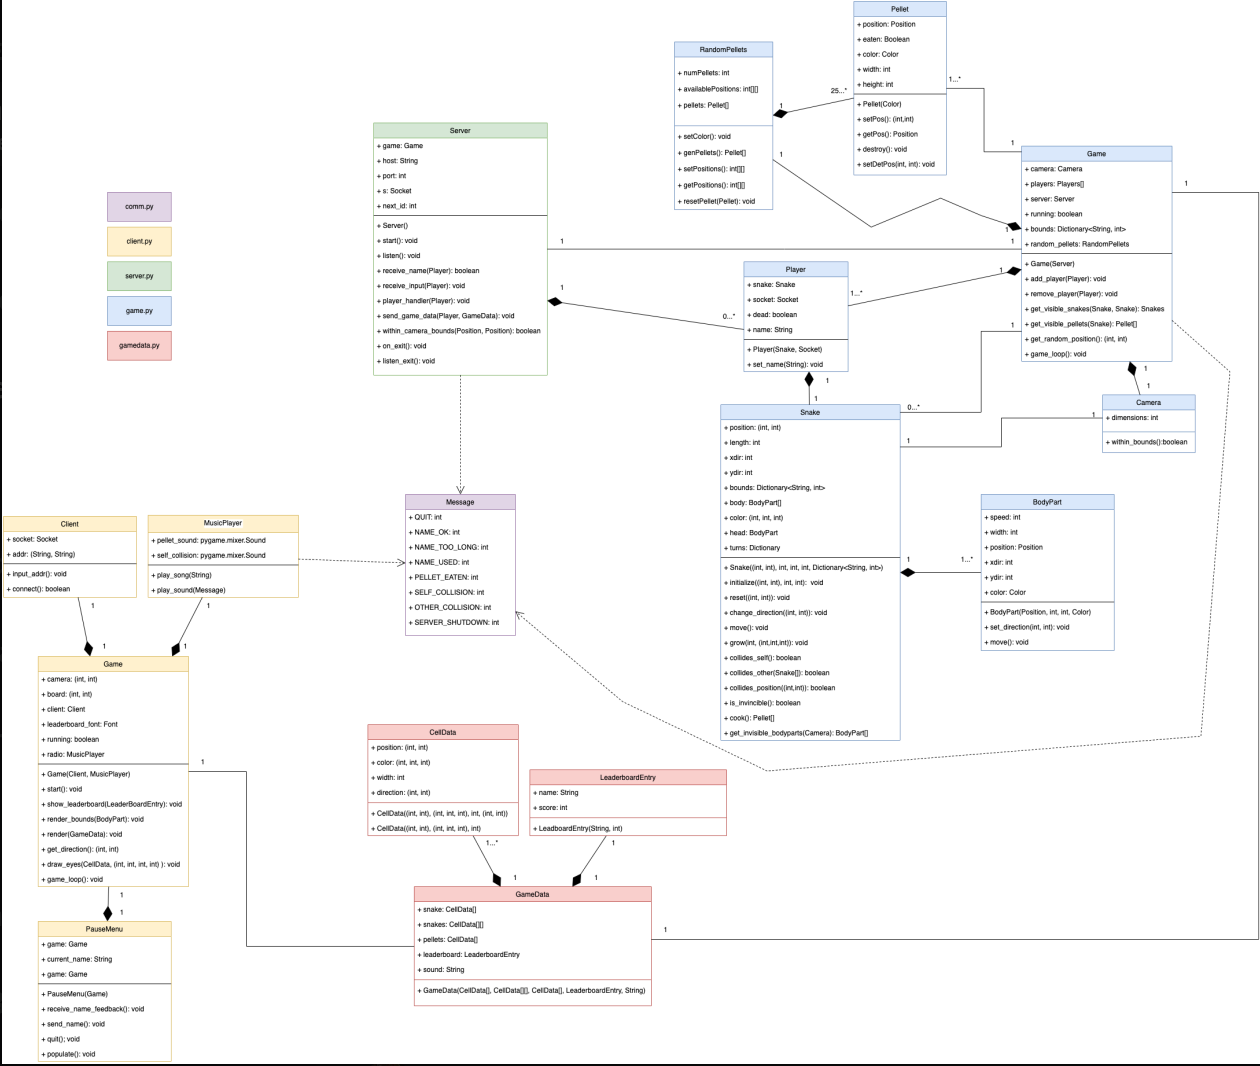 Pellet
+ position: Position
+ eaten: Boolean
+ color: Color
+ width: int
+ height: int
+ Pellet(Color)
+ setPos(): (int,int)
+ getPos(): Position
+ destroy(): void
+ setDetPos(int, int): void
RandomPellets
+ numPellets: int
+ availablePositions: int[][]
+ pellets: Pellet[]
+ setColor(): void
+ genPellets(): Pellet[]
+ setPositions(): int[][]
+ getPositions(): int[][]
+ resetPellet(Pellet): void
1
25...*
1...*
1
1
1
Server
+ game: Game
+ host: String
+ port: int
+ s: Socket
+ next_id: int
+ Server()
+ start(): void
+ listen(): void
+ receive_name(Player): boolean
+ receive_input(Player): void
+ player_handler(Player): void
+ send_game_data(Player, GameData): void
+ within_camera_bounds(Position, Position): boolean
+ on_exit(): void
+ listen_exit(): void
1
1
1
0...*
Game
+ camera: Camera
+ players: Players[]
+ server: Server
+ running: boolean
+ bounds: Dictionary<String, int>
+ random_pellets: RandomPellets
+ Game(Server)
+ add_player(Player): void
+ remove_player(Player): void
+ get_visible_snakes(Snake, Snake): Snakes
+ get_visible_pellets(Snake): Pellet[]
+ get_random_position(): (int, int)
+ game_loop(): void
1
comm.py
client.py
server.py
game.py
gamedata.py
Player
+ snake: Snake
+ socket: Socket
+ dead: boolean
+ name: String
+ Player(Snake, Socket)
+ set_name(String): void
1...*
1
1
1
1
0...*
1
1
Camera
+ dimensions: int
+ within_bounds():boolean
1
1
Snake
+ position: (int, int)
+ length: int
+ xdir: int
+ ydir: int
+ bounds: Dictionary<String, int>
+ body: BodyPart[]
+ color: (int, int, int)
+ head: BodyPart
+ turns: Dictionary
+ Snake((int, int), int, int, int, Dictionary<String, int>)
+ initialize((int, int), int, int): void
+ reset((int, int)): void
+ change_direction((int, int)): void
+ move(): void
+ grow(int, (int,int,int)): void
+ collides_self(): boolean
+ collides_other(Snake[]): boolean
+ collides_position((int,int)): boolean
+ is_invincible(): boolean
+ cook(): Pellet[]
+ get_invisible_bodyparts(Camera): BodyPart[]
1
1...*
BodyPart
+ speed: int
+ width: int
+ position: Position
+ xdir: int
+ ydir: int
+ color: Color
+ BodyPart(Position, int, int, Color)
+ set_direction(int, int): void
+ move(): void
Message
+ QUIT: int
+ NAME_OK: int
+ NAME_TOO_LONG: int
+ NAME_USED: int
+ PELLET_EATEN: int
+ SELF_COLLISION: int
+ OTHER_COLLISION: int
+ SERVER_SHUTDOWN: int
Client
+ socket: Socket
+ addr: (String, String)
+ input_addr(): void
+ connect(): boolean
MusicPlayer
+ pellet_sound: pygame.mixer.Sound
+ self_collision: pygame.mixer.Sound
+ play_song(String)
+ play_sound(Message)
1
1
1
1
Game
+ camera: (int, int)
+ board: (int, int)
+ client: Client
+ leaderboard_font: Font
+ running: boolean
+ radio: MusicPlayer
+ Game(Client, MusicPlayer)
+ start(): void
+ show_leaderboard(LeaderBoardEntry): void
+ render_bounds(BodyPart): void
+ render(GameData): void
+ get_direction(): (int, int)
+ draw_eyes(CellData, (int, int, int, int) ): void
+ game_loop(): void
1
1
1
PauseMenu
+ game: Game
+ current_name: String
+ game: Game
+ PauseMenu(Game)
+ receive_name_feedback(): void
+ send_name(): void
+ quit(); void
+ populate(): void
CellData
+ position: (int, int)
+ color: (int, int, int)
+ width: int
+ direction: (int, int)
+ CellData((int, int), (int, int, int), int, (int, int))
+ CellData((int, int), (int, int, int), int)
LeaderboardEntry
+ name: String
+ score: int
+ LeadboardEntry(String, int)
1...*
1
1
1
GameData
+ snake: CellData[]
+ snakes: CellData[][]
+ pellets: CellData[]
+ leaderboard: LeaderboardEntry
+ sound: String
+ GameData(CellData[], CellData[][], CellData[], LeaderboardEntry, String)
1